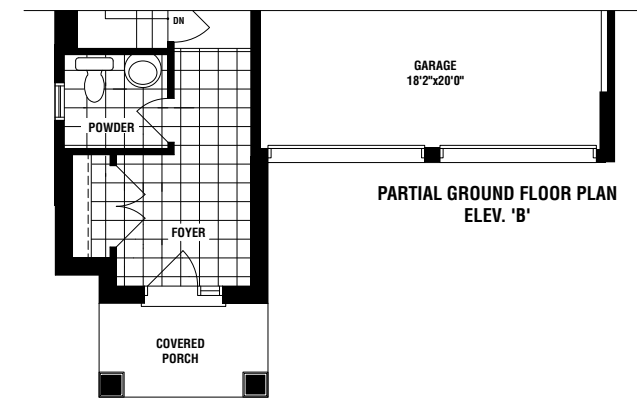 DN
GARAGE
18'2"x20'0"
POWDER
PARTIAL GROUND FLOOR PLAN
ELEV. 'B'
FOYER
COVERED
PORCH